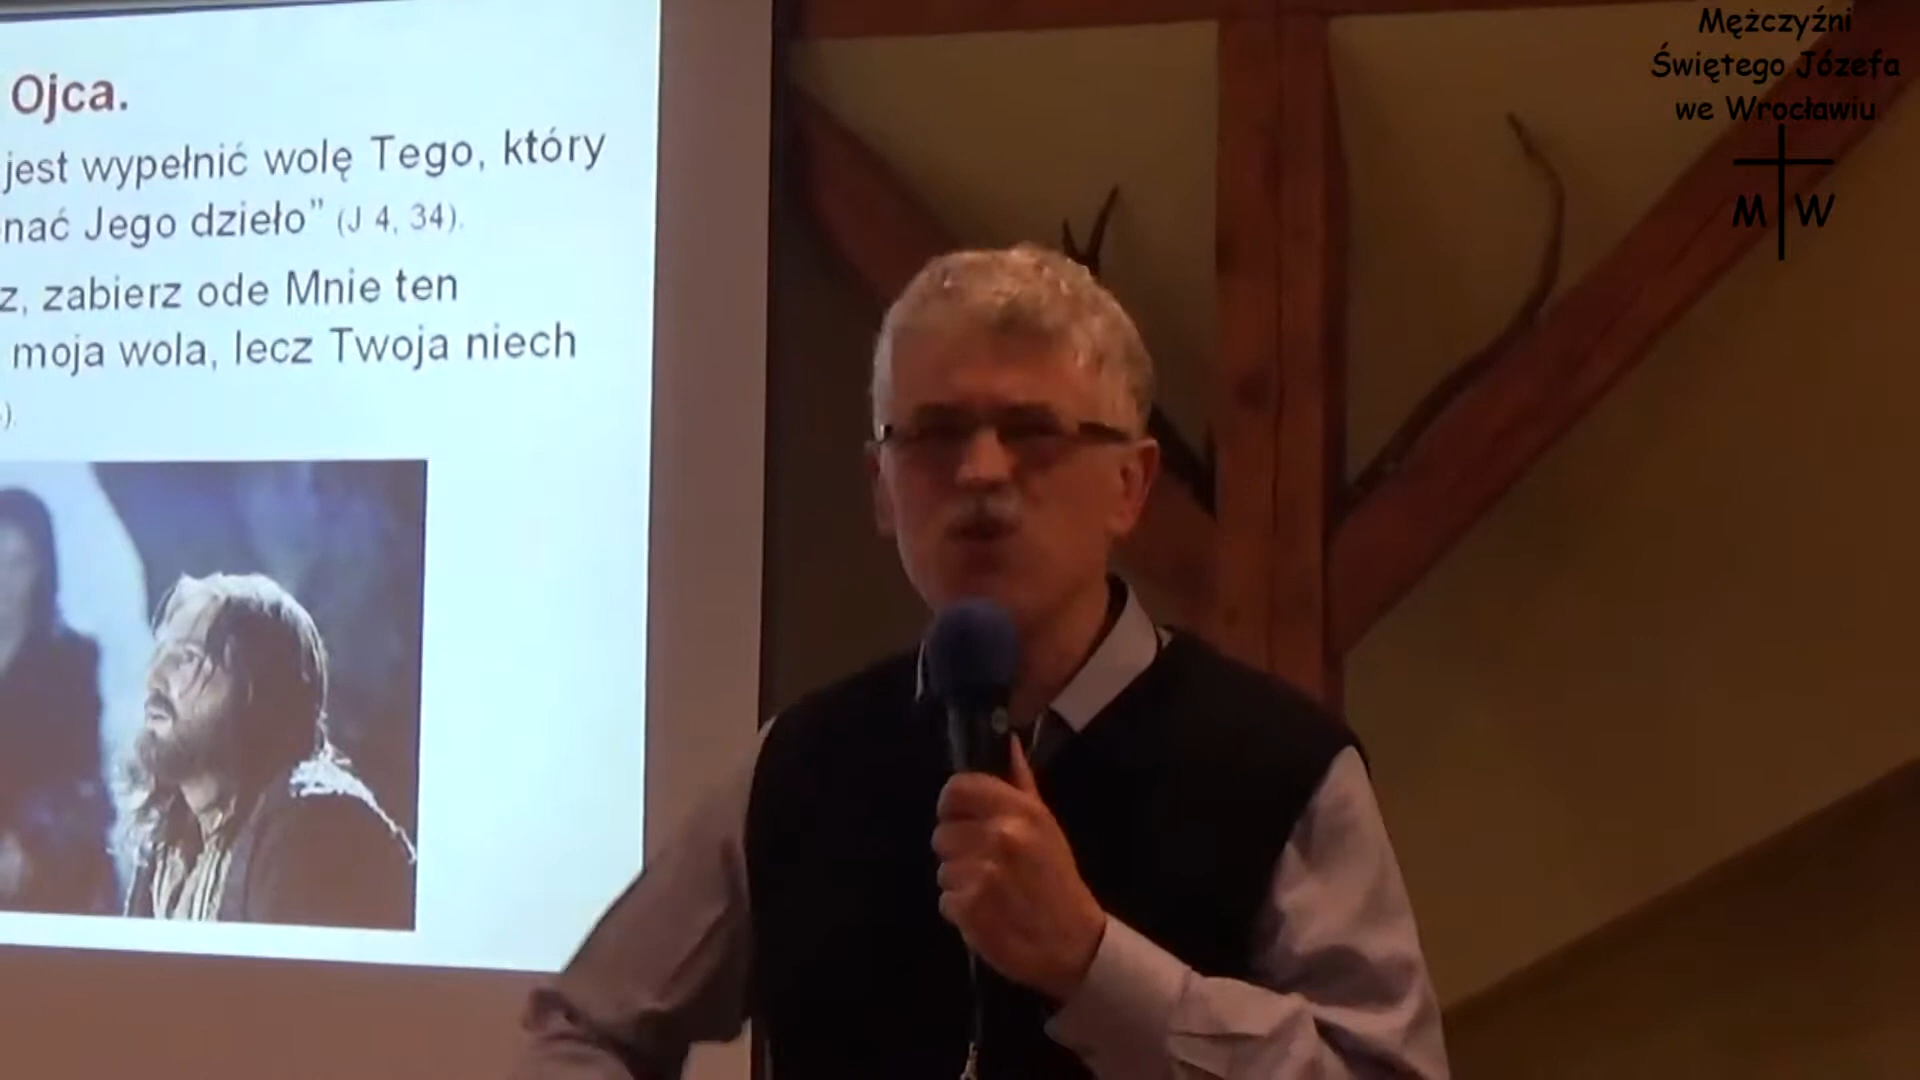 Ojca.
jest wypełnić wolę Tego, który
nać Jego dzieło” (J 4, 34).
z, zabierz ode Mnie ten
moja wola, lecz Twoja niech
).
Mężczyźni
Świętego Józefa
we Wrocławiu
M W